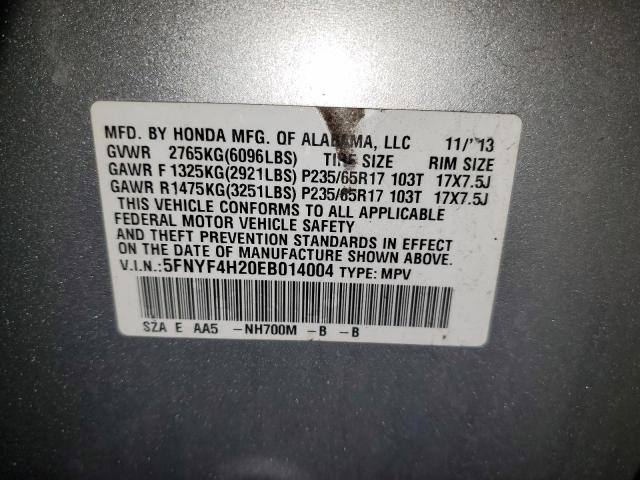 MFD. BY HONDA MFG. OF ALABAMA, LLC 11/'13
GVWR 2765KG(6096LBS) TIRE SIZE RIM SIZE
GAWR F 1325KG(2921LBS) P235/65R17 103T 17X7.5J
GAWR R1475KG(3251LBS) P235/65R17 103T 17X7.5J
THIS VEHICLE CONFORMS TO ALL APPLICABLE
FEDERAL MOTOR VEHICLE SAFETY
AND THEFT PREVENTION STANDARDS IN EFFECT
ON THE DATE OF MANUFACTURE SHOWN ABOVE.
V.I.N.:5FNYF4H20EB014004 TYPE: MPV
SZA E AA5 -NH700M -B -B